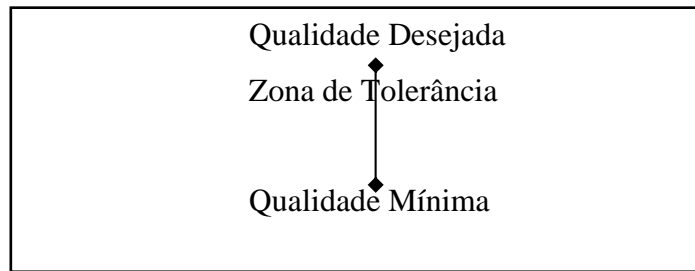 Qualidade Desejada
Zona de Tolerância
Qualidade Mínima